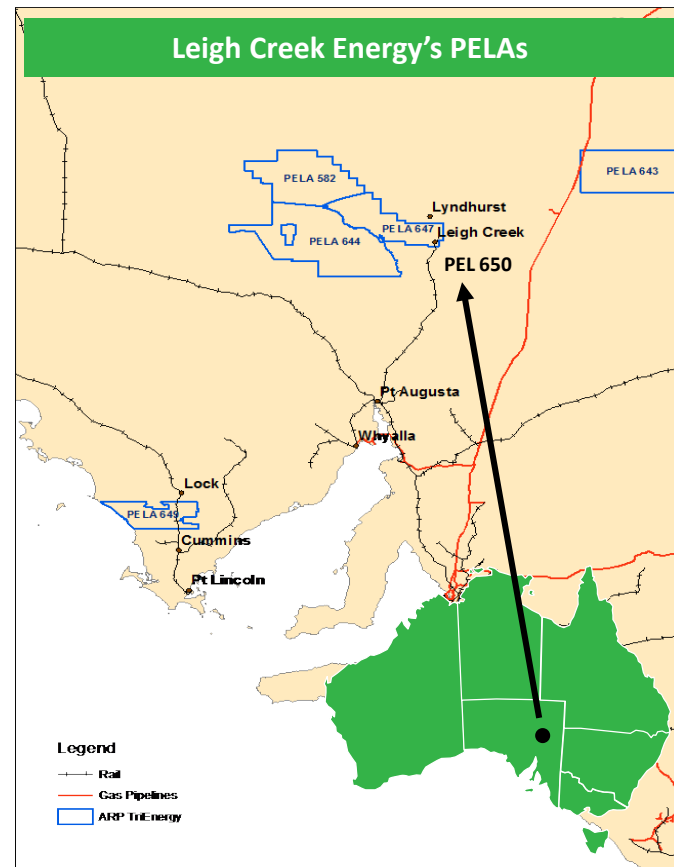 Leigh Creek Energy's PELAs
PELA 582
PELA 643
Lyndhurst
PELA 647
Leigh Creek
PELA 644
PEL 650
Pt Augusta
Whyalla
Lock
PELA 649
Cummins
Pt Lincoln
Legend
Rail
Gas Pipelines
ARP TriEnergy